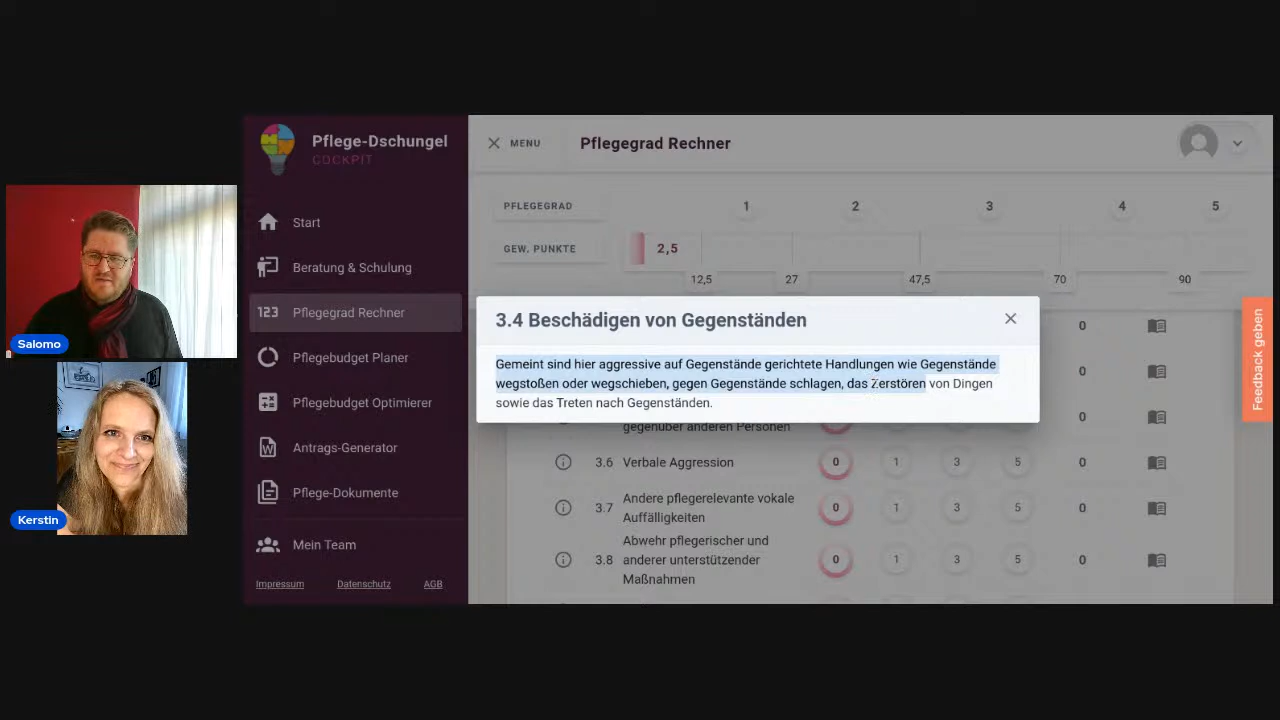 Pflege-Dschungel
COCKPIT
MENU
Pflegegrad Rechner
Start
Beratung & Schulung
123 Pflegegrad Rechner
Pflegebudget Planer
Pflegebudget Optimierer
Antrags-Generator
Pflege-Dokumente
Mein Team
Impressum Datenschutz AGB
PFLEGEGRAD 1 2 3 4 5
GEW. PUNKTE 2,5
12,5 27 47,5 70 90
0
0
0
3.4 Beschädigen von Gegenständen
Gemeint sind hier aggressive auf Gegenstände gerichtete Handlungen wie Gegenstände
wegstoßen oder wegschieben, gegen Gegenstände schlagen, das Zerstören von Dingen
sowie das Treten nach Gegenständen.
gegenüber anderen Personen
3.6 Verbale Aggression 0 1 3 5 0
3.7 Andere pflegerelevante vokale
Auffälligkeiten 0 1 3 5 0
Abwehr pflegerischer und
3.8 anderer unterstützender 0 1 3 5 0
Maßnahmen
Feedback geben
Salomo
Kerstin